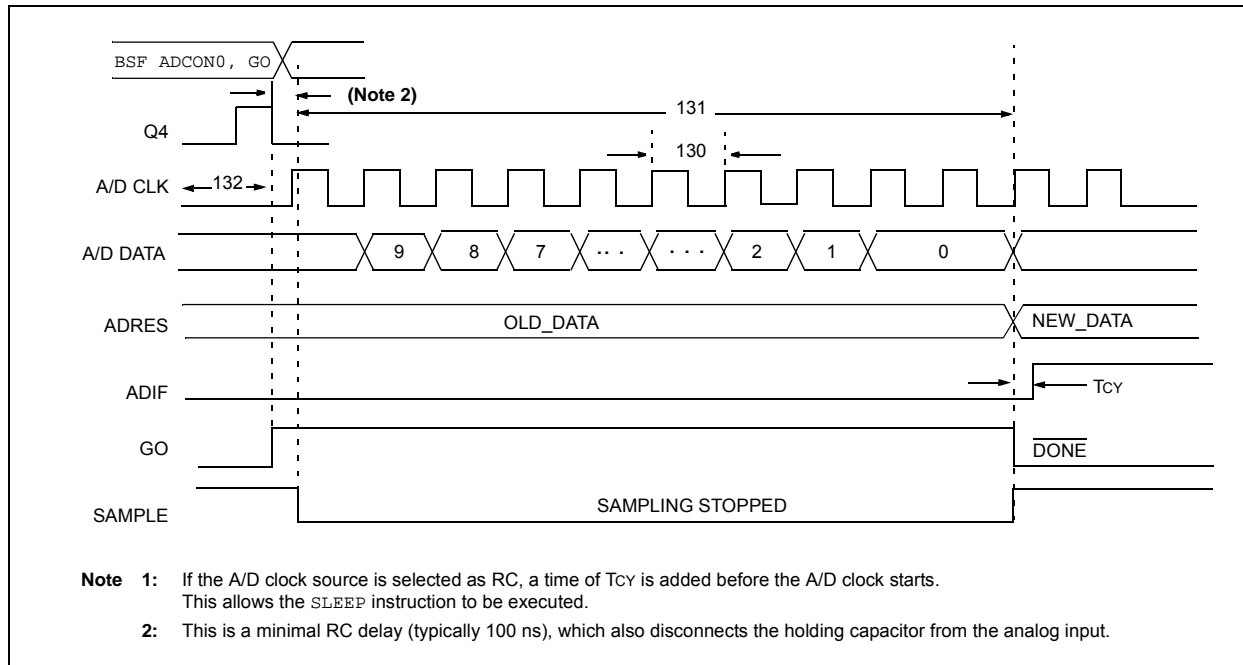 BSF ADCON0, GO
(Note 2)
131
Q4
130
A/D CLK
132
A/D DATA
9 8 7 ... ... 2 1 0
ADRES
OLD_DATA
NEW_DATA
ADIF
TCY
GO
DONE
SAMPLE
SAMPLING STOPPED
Note 1: If the A/D clock source is selected as RC, a time of TCY is added before the A/D clock starts.
This allows the SLEEP instruction to be executed.
2: This is a minimal RC delay (typically 100 ns), which also disconnects the holding capacitor from the analog input.